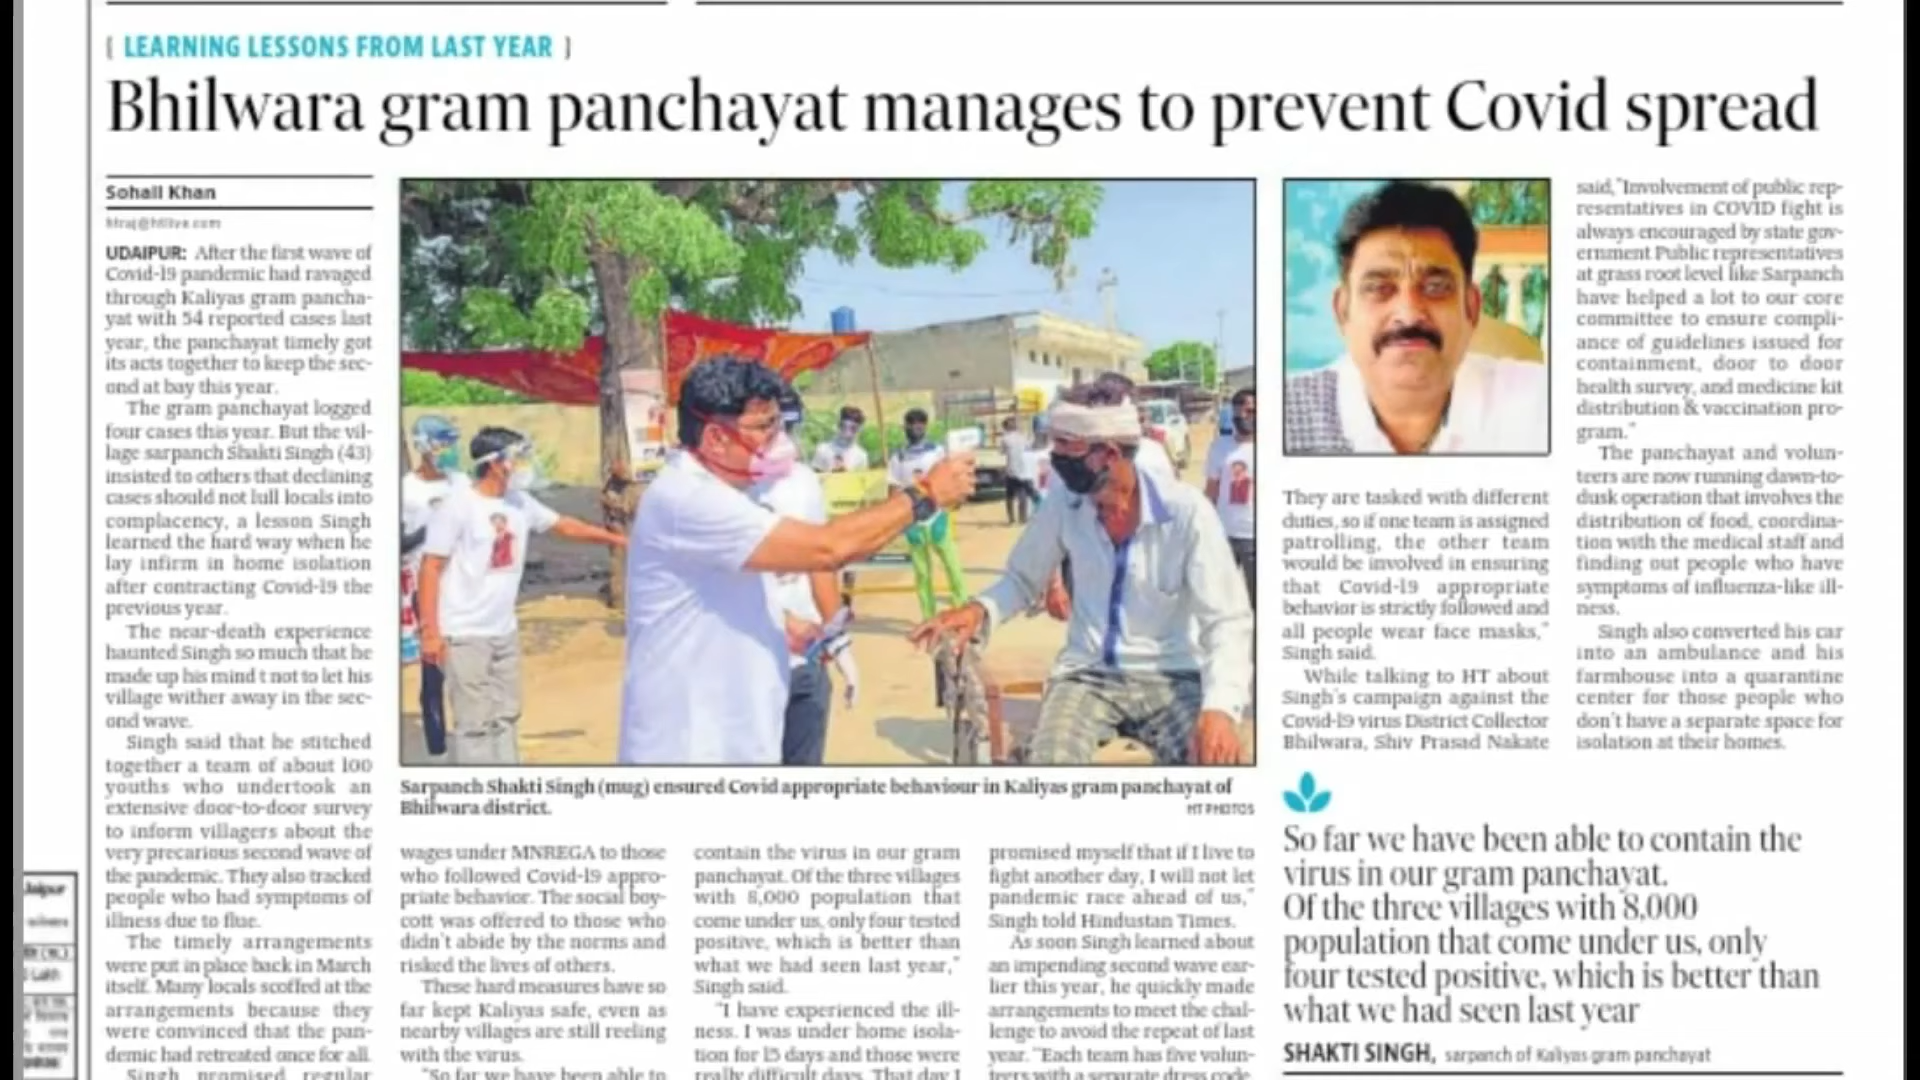 [ LEARNING LESSONS FROM LAST YEAR ]
Bhilwara gram panchayat manages to prevent Covid spread
Sohail Khan
UDAIPUR: After the first wave of
Covid-19 pandemic had ravaged
through Kaliyas gram pancha-
yat with 54 reported cases last
year, the panchayat timely got
its acts together to keep the sec-
ond at bay this year.
The gram panchayat logged
four cases this year. But the vil-
lage sarpanch Shakti Singh (43)
insisted to others that declining
cases should not lull locals into
complacency, a lesson Singh
learned the hard way when he
lay infirm in home isolation
after contracting Covid-19 the
previous year.
The near-death experience
haunted Singh so much that he
made up his mind t not to let his
village wither away in the sec-
ond wave.
Singh said that he stitched
together a team of about 100
youths who undertook an
extensive door-to-door survey
to inform villagers about the
very precarious second wave of
the pandemic. They also tracked
people who had symptoms of
illness due to flue.
The timely arrangements
were put in place back in March
itself. Many locals scoffed at the
arrangements because they
were convinced that the pan-
demic had retreated once for all.
Singh promised regular
Sarpanch Shakti Singh (mug) ensured Covid appropriate behaviour in Kaliyas gram panchayat of
Bhilwara district.
HT PHOTOS
wages under MNREGA to those
who followed Covid-19 appro-
priate behavior. The social boy-
cott was offered to those who
didn't abide by the norms and
risked the lives of others.
These hard measures have so
far kept Kaliyas safe, even as
nearby villages are still reeling
with the virus.
"So far we have been able to
contain the virus in our gram
panchayat. Of the three villages
with 8,000 population that
come under us, only four tested
positive, which is better than
what we had seen last year,"
Singh said.
"I have experienced the ill-
ness. I was under home isola-
tion for 15 days and those were
really difficult days. That day I
promised myself that if I live to
fight another day, I will not let
pandemic race ahead of us,"
Singh told Hindustan Times.
As soon Singh learned about
an impending second wave ear-
lier this year, he quickly made
arrangements to meet the chal-
lenge to avoid the repeat of last
year. "Each team has five volun-
teers with a separate dress code.
They are tasked with different
duties, so if one team is assigned
patrolling, the other team
would be involved in ensuring
that Covid-19 appropriate
behavior is strictly followed and
all people wear face masks,"
Singh said.
While talking to HT about
Singh's campaign against the
Covid-19 virus District Collector
Bhilwara, Shiv Prasad Nakate
said, "Involvement of public rep-
resentatives in COVID fight is
always encouraged by state gov-
ernment Public representatives
at grass root level like Sarpanch
have helped a lot to our core
committee to ensure compli-
ance of guidelines issued for
containment, door to door
health survey, and medicine kit
distribution & vaccination pro-
gram."
The panchayat and volun-
teers are now running dawn-to-
dusk operation that involves the
distribution of food, coordina-
tion with the medical staff and
finding out people who have
symptoms of influenza-like ill-
ness.
Singh also converted his car
into an ambulance and his
farmhouse into a quarantine
center for those people who
don't have a separate space for
isolation at their homes.
So far we have been able to contain the
virus in our gram panchayat.
Of the three villages with 8,000
population that come under us, only
four tested positive, which is better than
what we had seen last year
SHAKTI SINGH, sarpanch of Kaliyas gram panchayat
Jaipur